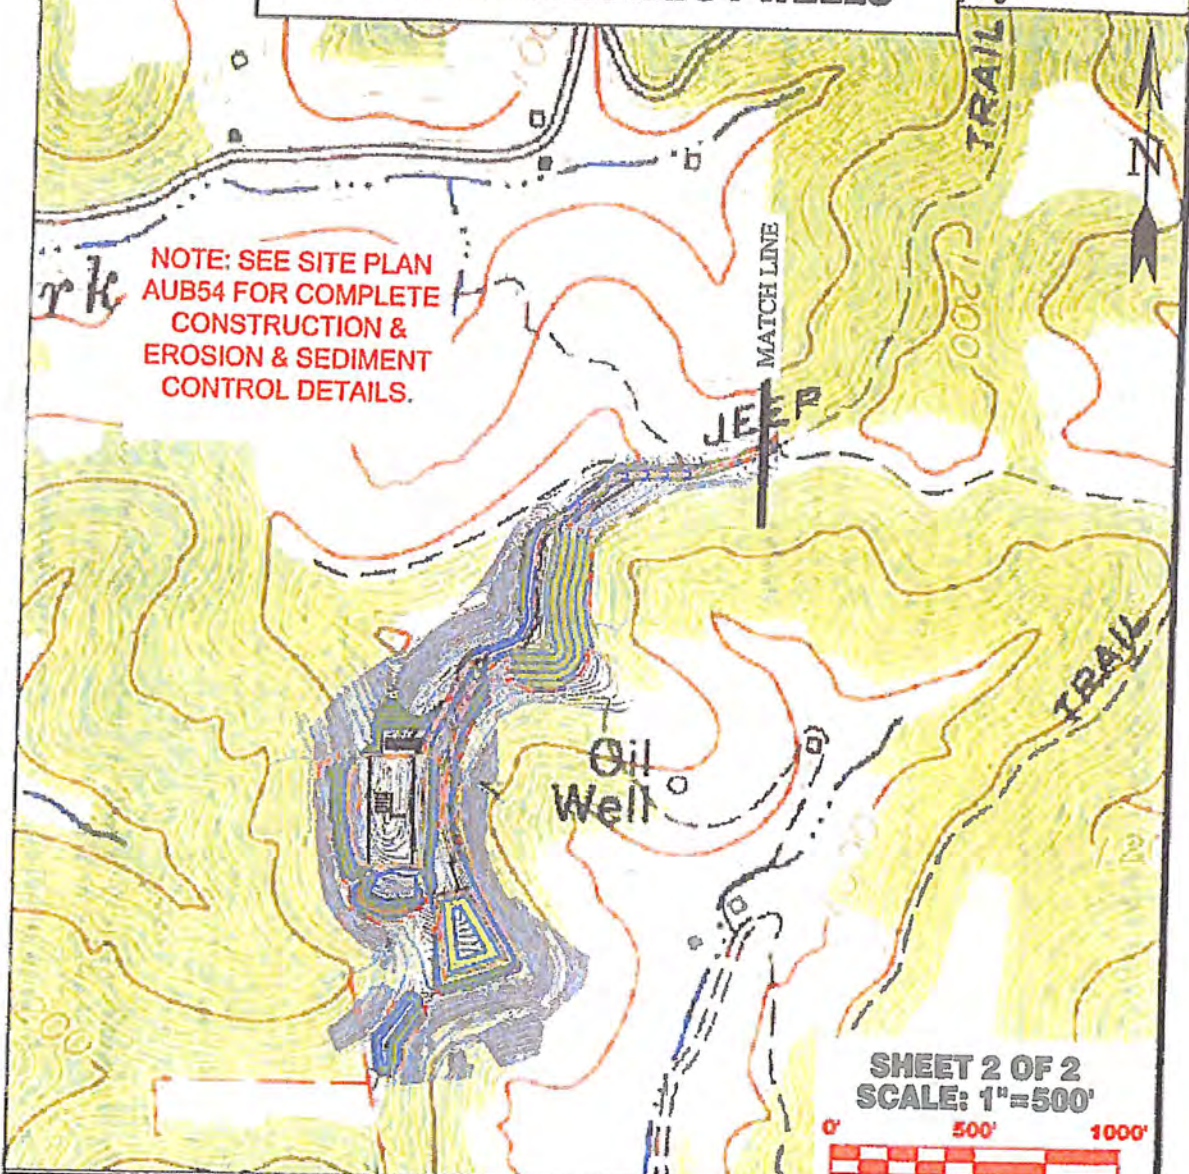 WELLS
TRAIL
N
NOTE: SEE SITE PLAN
AUB54 FOR COMPLETE
CONSTRUCTION &
EROSION & SEDIMENT
CONTROL DETAILS.
rk
MATCH LINE
1200
JEEP
TRAIL
Oil
Well
SHEET 2 OF 2
SCALE: 1"=500'
0' 500' 1000'